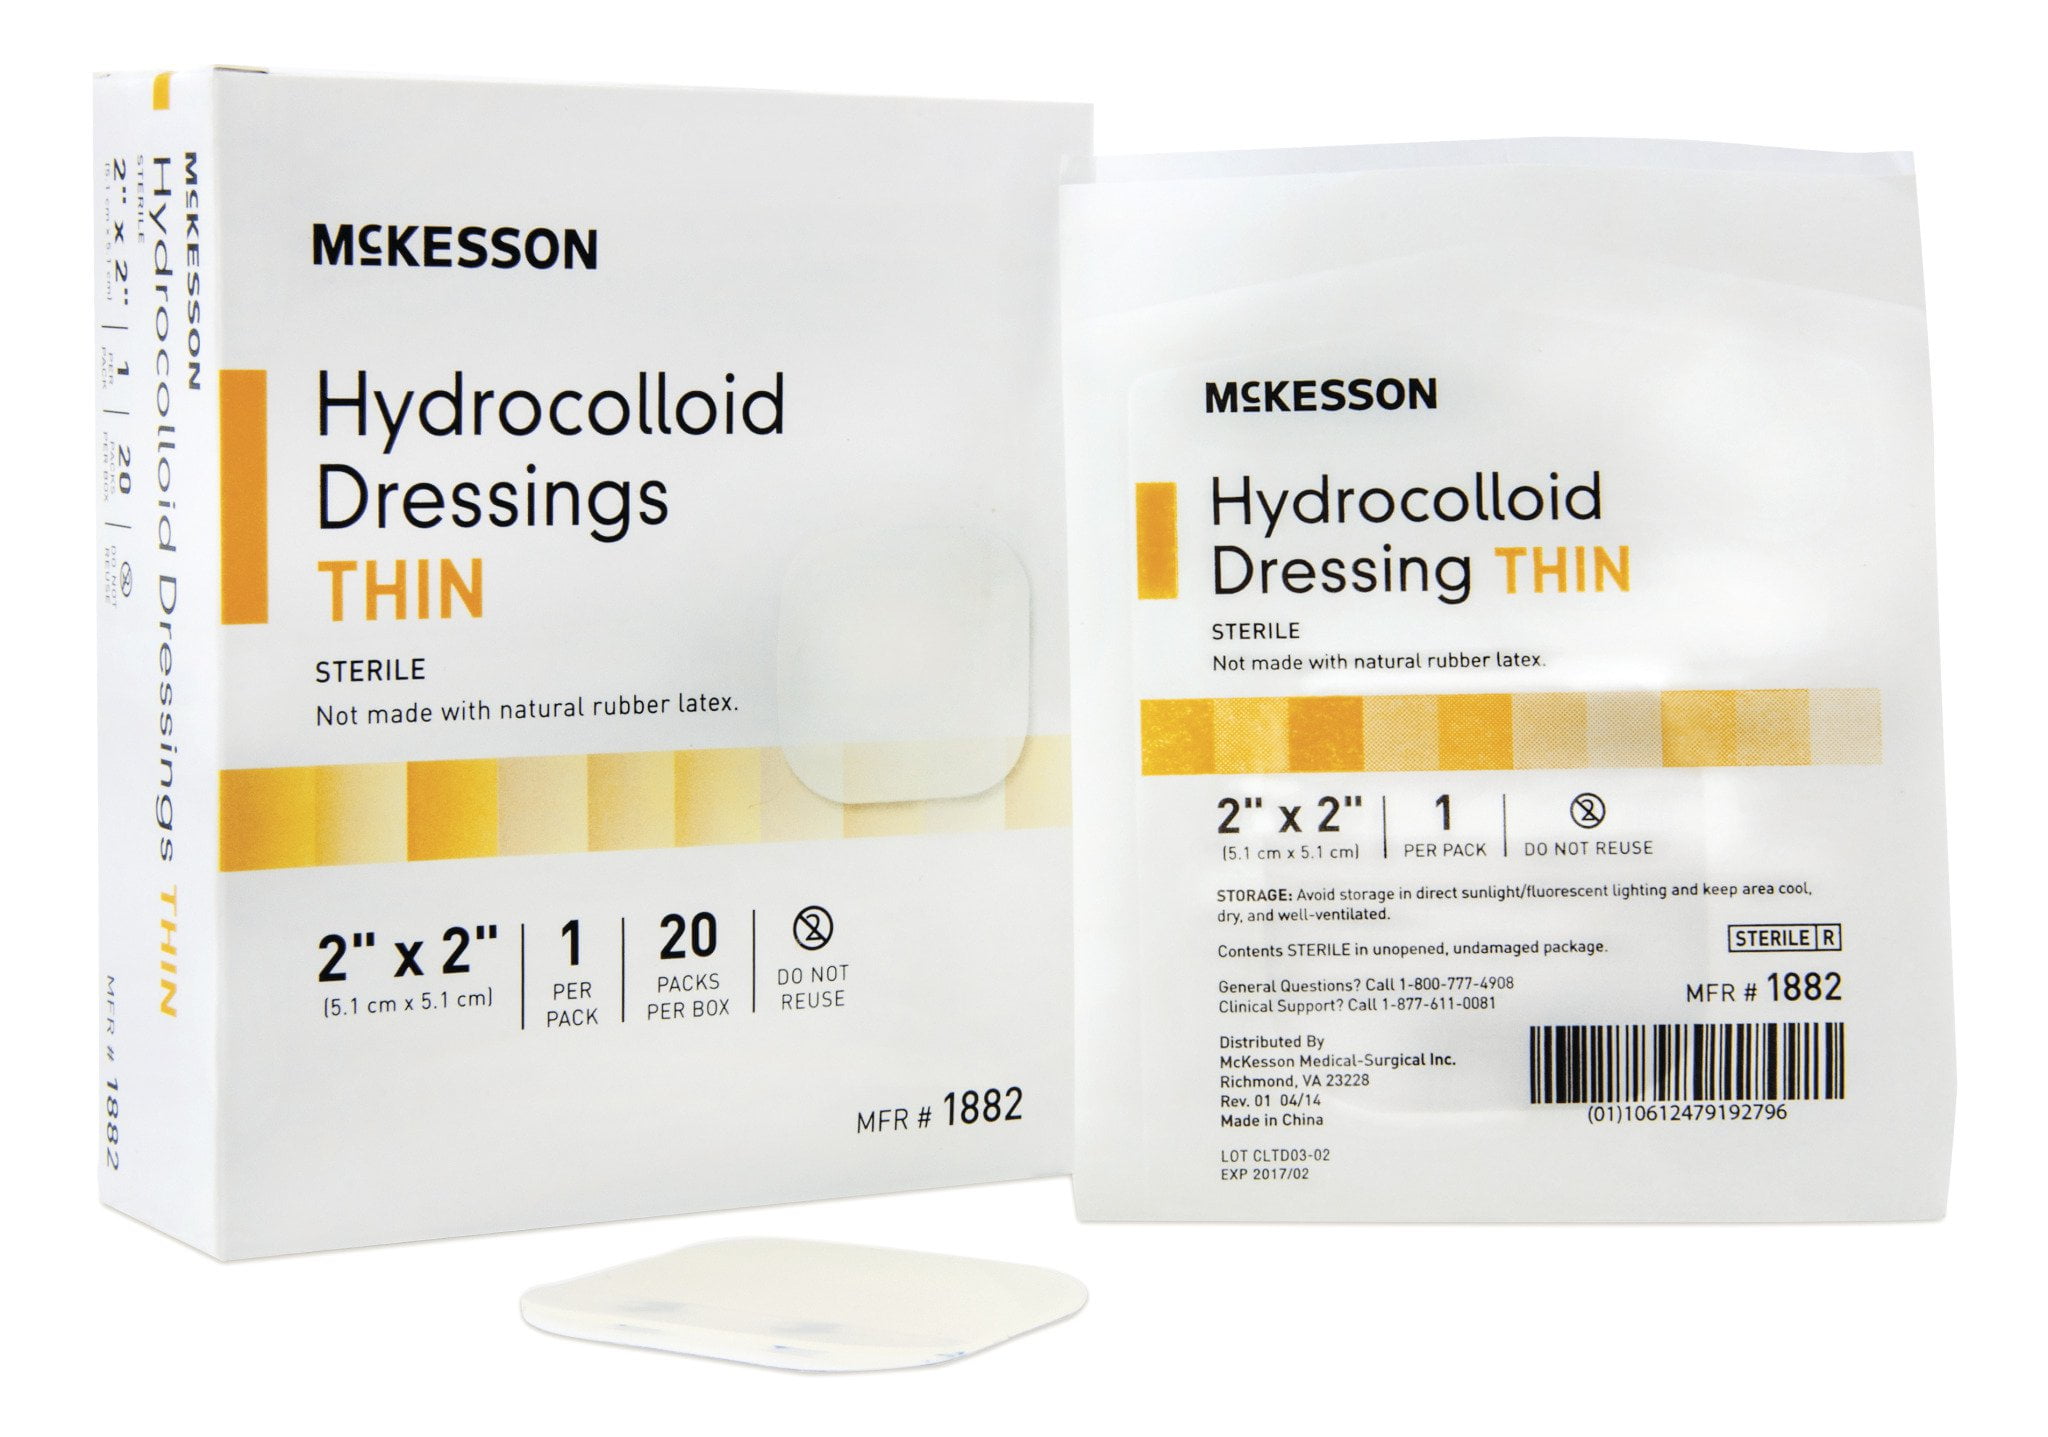 McKESSON
Hydrocolloid Dressings THIN
STERILE
2" x 2" | 1 | 20 |
(5.1 cm x 5.1 cm) PER PACK PACKS PER BOX DO NOT REUSE
MFR # 1882
McKESSON
Hydrocolloid
Dressings
THIN
STERILE
Not made with natural rubber latex.
2" x 2" | 1 | 20
(5.1 cm x 5.1 cm) PER PACK PACKS PER BOX DO NOT REUSE
MFR # 1882
McKESSON
Hydrocolloid
Dressing THIN
STERILE
Not made with natural rubber latex.
2" x 2" | 1
(5.1 cm x 5.1 cm) PER PACK DO NOT REUSE
STORAGE: Avoid storage in direct sunlight/fluorescent lighting and keep area cool,
dry, and well-ventilated.
STERILE R
Contents STERILE in unopened, undamaged package.
General Questions? Call 1-800-777-4908
Clinical Support? Call 1-877-611-0081
MFR # 1882
Distributed By
McKesson Medical-Surgical Inc.
Richmond, VA 23228
Rev. 01 04/14
Made in China
(01)10612479192796
LOT CLTD03-02
EXP 2017/02